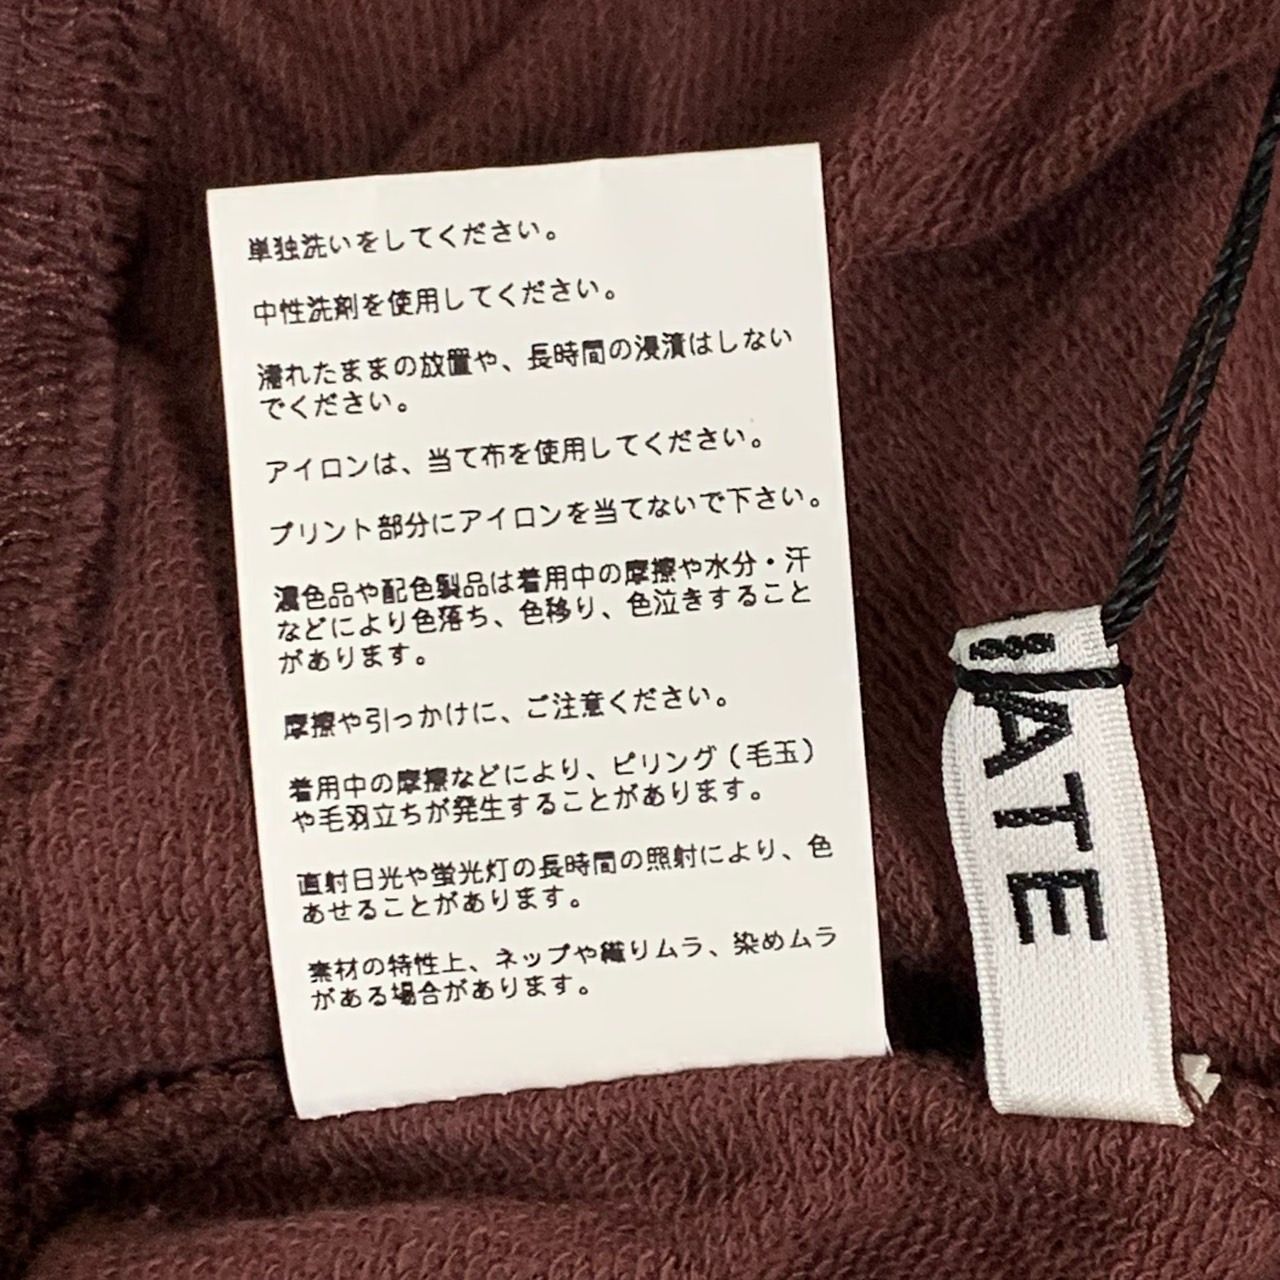 単独洗いをしてください。
中性洗剤を使用してください。
濡れたままの放置や、長時間の浸漬はしない
でください。
アイロンは、当て布を使用してください。
プリント部分にアイロンを当てないで下さい。
濃色品や配色製品は着用中の摩擦や水分・汗
などにより色落ち、色移り、色泣きすること
があります。
摩擦や引っかけに、ご注意ください。
着用中の摩擦などにより、ピリング(毛玉)
や毛羽立ちが発生することがあります。
直射日光や蛍光灯の長時間の照射により、色
あせることがあります。
素材の特性上、ネップや織りムラ、染めムラ
がある場合があります。
ATE